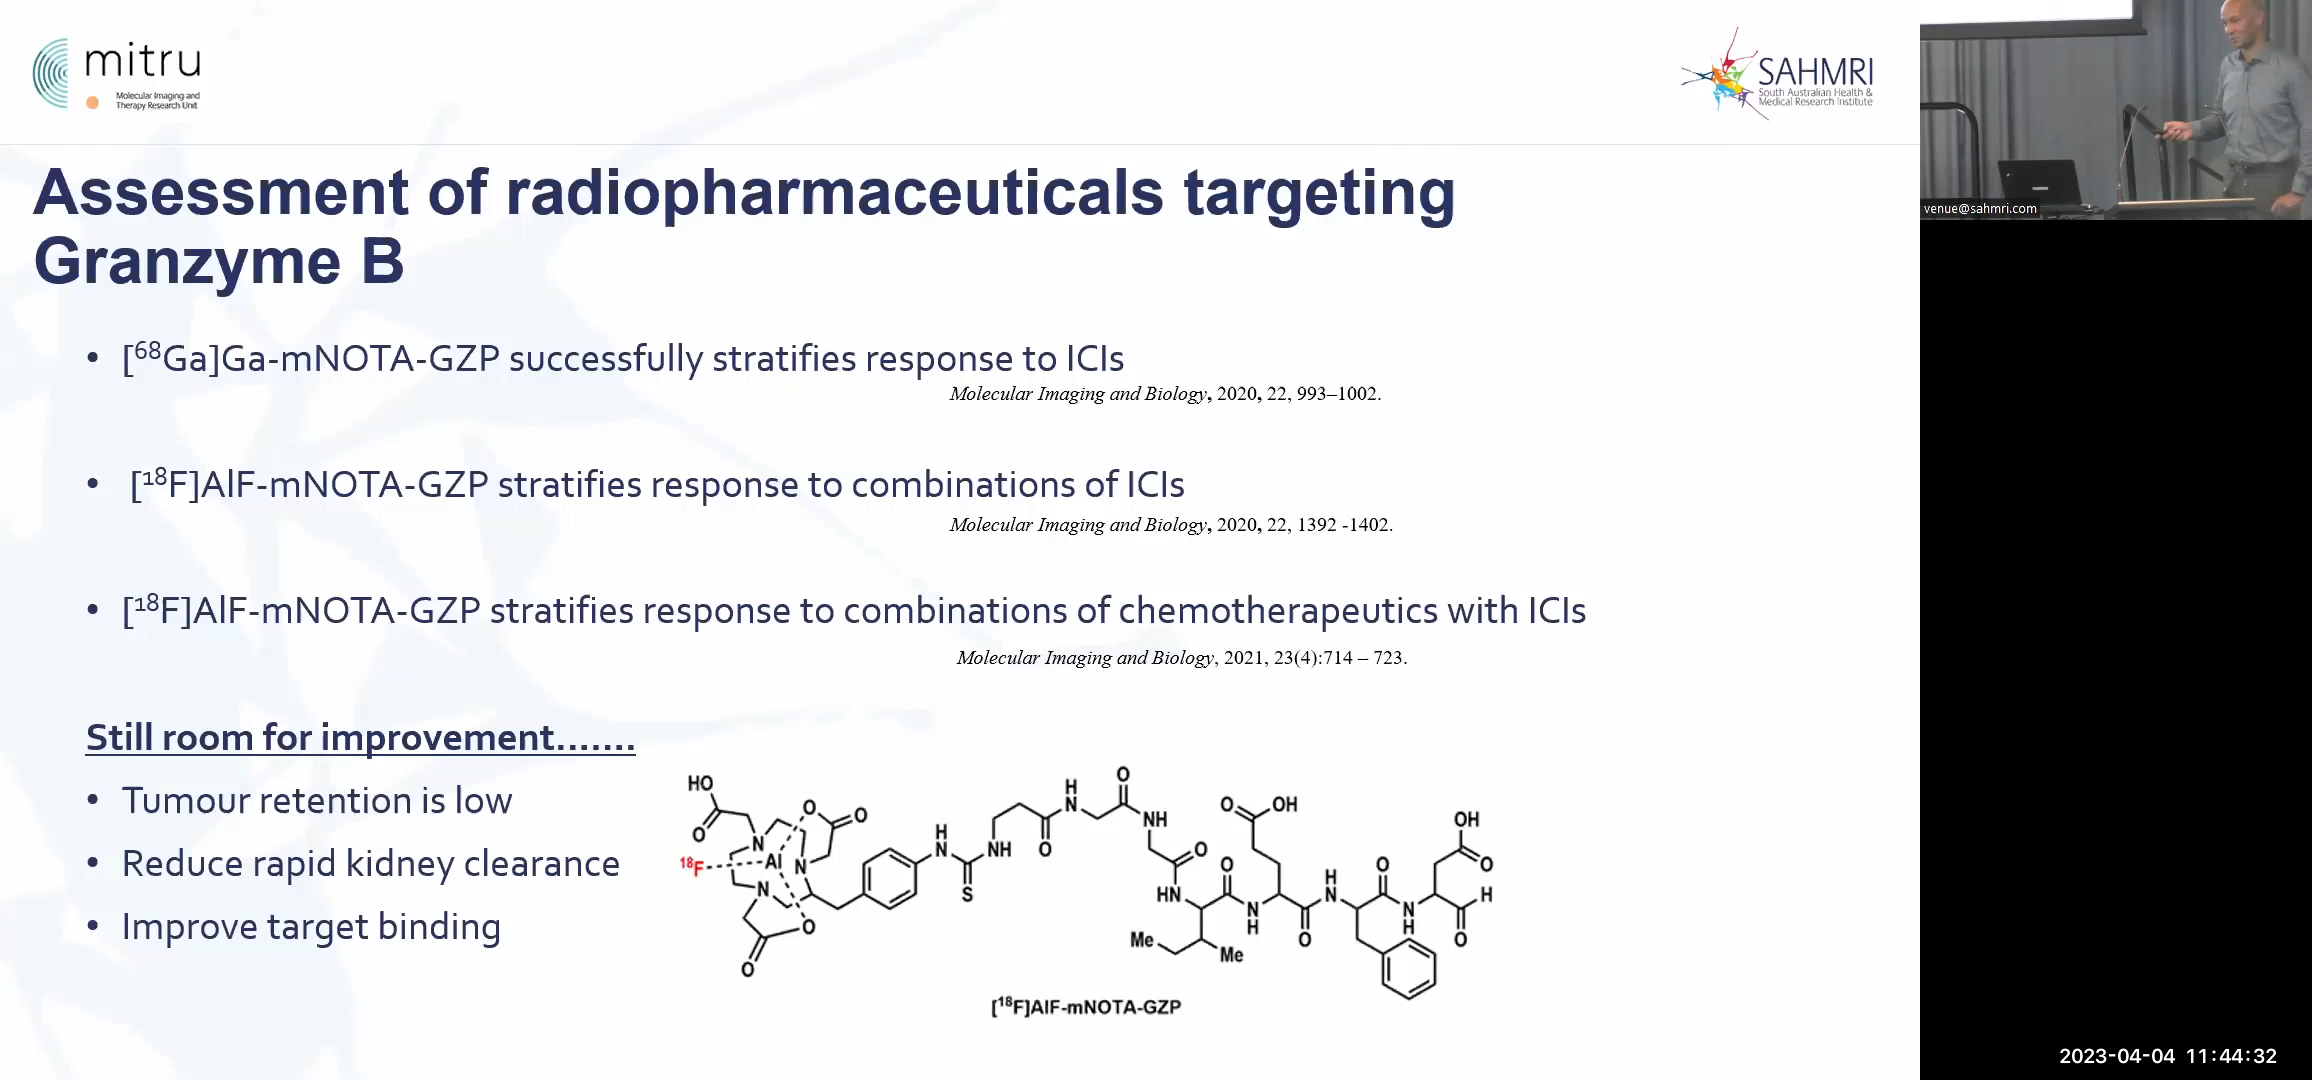 mitru
Molecular Imaging and
Therapy Research Unit
SAHMRI
South Australian Health &
Medical Research Institute
venue@sahmri.com
Assessment of radiopharmaceuticals targeting
Granzyme B
• [⁶⁸Ga]Ga-mNOTA-GZP successfully stratifies response to ICIs
Molecular Imaging and Biology, 2020, 22, 993–1002.
• [¹⁸F]AlF-mNOTA-GZP stratifies response to combinations of ICIs
Molecular Imaging and Biology, 2020, 22, 1392 -1402.
• [¹⁸F]AlF-mNOTA-GZP stratifies response to combinations of chemotherapeutics with ICIs
Molecular Imaging and Biology, 2021, 23(4):714 – 723.
Still room for improvement.......
• Tumour retention is low
• Reduce rapid kidney clearance
• Improve target binding
HO O N O O ¹⁸F Al N N O O
H N S NH O H N O NH O HN
Me Me O N H O OH O H N O N H OH O H O
[¹⁸F]AlF-mNOTA-GZP
2023-04-04 11:44:32